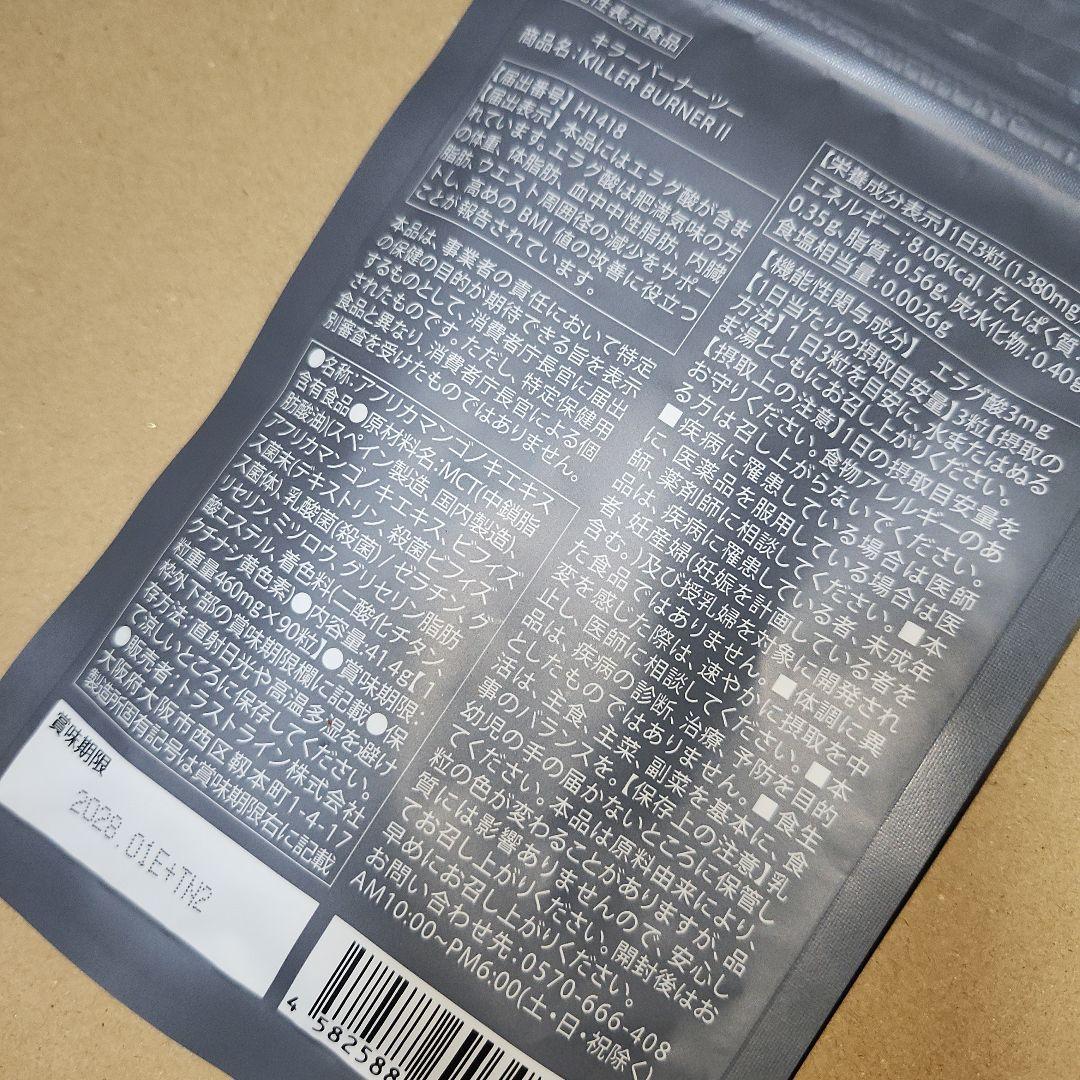 性表示食品
キラーバーナーツー
商品名:KILLER BURNER II
【届出番号】H1418
【届出表示】本品にはエラグ酸が含ま
れています。エラグ酸は肥満気味の方
の体重、体脂肪、血中中性脂肪、内臓
脂肪、ウエスト周囲径の減少をサポー
トし、高めのBMI値の改善に役立つ
ことが報告されています。
本品は、事業者の責任において特定
の保健の目的が期待できる旨を表示
するものとして、消費者庁長官に届出
されたものです。ただし、特定保健用
食品と異なり、消費者庁長官による個
別審査を受けたものではありません。
●名称:アフリカマンゴノキエキス
含有食品●原材料名:MCT(中鎖脂
肪酸油)(スペイン製造、国内製造)、
アフリカマンゴノキエキス、ビフィズ
ス菌末(デキストリン、殺菌ビフィズ
ス菌体)、乳酸菌(殺菌)/ゼラチン、グ
リセリン、ミツロウ、グリセリン脂肪
酸エステル、着色料(二酸化チタン、
クチナシ黄色素)●内容量:41.4g【1
粒重量460mg×90粒】●賞味期限:
枠外下部の賞味期限欄に記載●保
存方法:直射日光や高温多湿を避け
て涼しいところに保存してください。
●販売者:トラストライン株式会社
大阪府大阪市西区靱本町1-4-17
製造所固有記号は賞味期限右に記載
賞味期限
2028.01E+TN2
【栄養成分表示】1日3粒(1,380mg)
エネルギー:8.06kcal、たんぱく質:
0.35g、脂質:0.56g、炭水化物:0.40g
食塩相当量:0.0026g
【機能性関与成分】 エラグ酸3mg
【1日当たりの摂取目安量】3粒【摂取の
方法】1日3粒を目安に、水またはぬる
ま湯とともにお召し上がりください。
【摂取上の注意】1日の摂取目安量を
お守りください。食物アレルギーのあ
る方は召し上がらないでください。
■疾病に罹患している場合は医師
に、医薬品を服用している場合は医
師、薬剤師に相談してください。■本
品は、疾病に罹患している者、未成年
者、妊産婦(妊娠を計画している者を
含む。)及び授乳婦を対象に開発され
た食品ではありません。■体調に異
変を感じた際は、速やかに摂取を中
止し、医師に相談してください。■本
品は、疾病の診断、治療、予防を目的
としたものではありません。■食生
活は、主食、主菜、副菜を基本に、食
事のバランスを。【保存上の注意】乳
幼児の手の届かないところに保管し
てください。本品は原料由来により、
粒の色が変わることがありますが、品
質には影響ありませんので、安心し
てお召し上がりください。開封後はお
早めにお召し上がりください。
お問い合わせ先:0570-666-408
AM10:00~PM6:00(土・日・祝除く)
4 582588